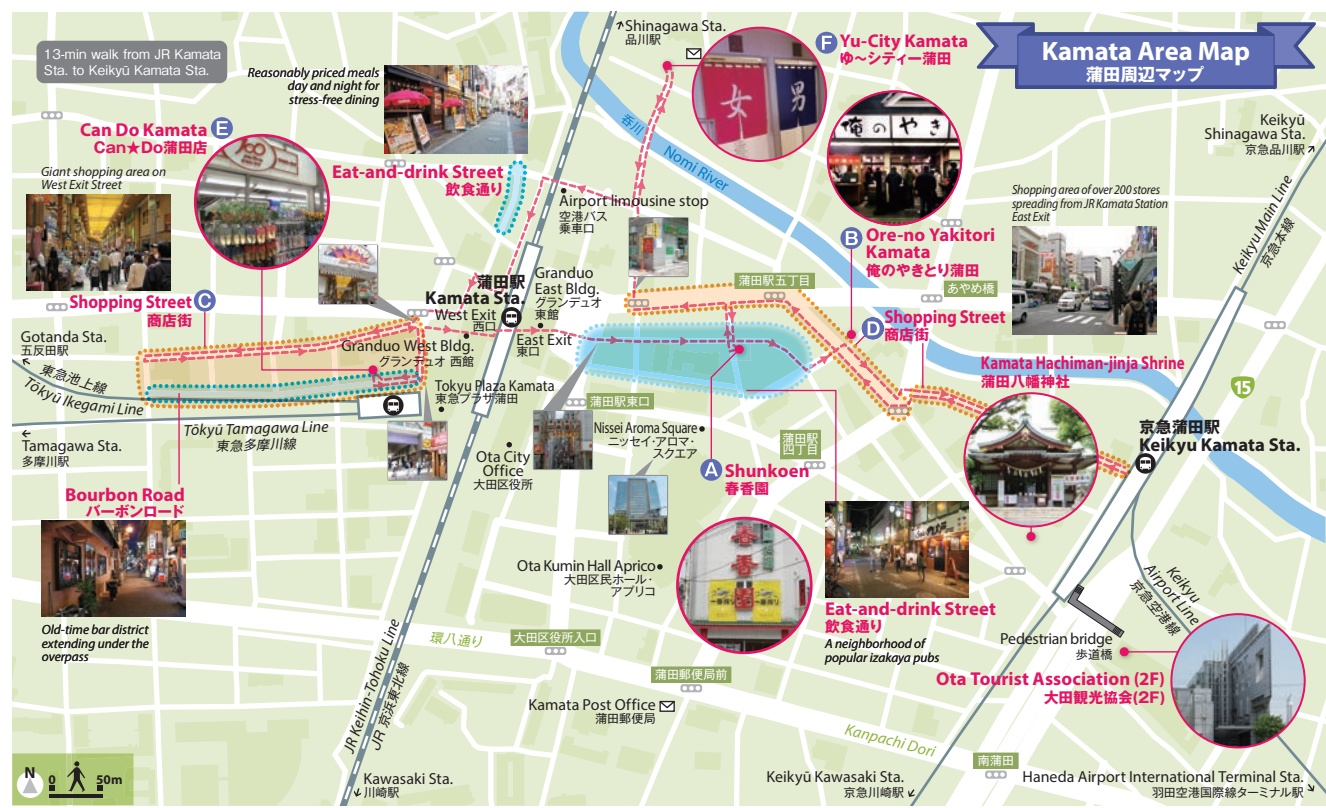 Kamata Area Map
蒲田周辺マップ
13-min walk from JR Kamata
Sta. to Keikyū Kamata Sta.
Shinagawa Sta.
品川駅
F
Yu-City Kamata
ゆ〜シティー蒲田
女
男
Reasonably priced meals
day and night for
stress-free dining
Can Do Kamata
E
Can★Do蒲田店
Giant shopping area on
West Exit Street
Eat-and-drink Street
飲食通り
呑川
Nomi River
俺のやき
Keikyū
Shinagawa Sta.
京急品川駅
Keikyū Main Line
京急本線
Shopping area of over 200 stores
spreading from JR Kamata Station
East Exit
Airport limousine stop
空港バス
乗車口
B
Ore-no Yakitori
Kamata
俺のやきとり蒲田
あやめ橋
蒲田駅
Kamata Sta.
West Exit
西口
Granduo
East Bldg.
グランデュオ
東館
蒲田駅五丁目
Shopping Street
C
商店街
D
Shopping Street
商店街
Gotanda Sta.
五反田駅
東急池上線
Tōkyū Ikegami Line
Granduo West Bldg.
グランデュオ 西館
East Exit
東口
Kamata Hachiman-jinja Shrine
蒲田八幡神社
15
Tokyu Plaza Kamata
東急プラザ蒲田
蒲田駅東口
Tamagawa Sta.
多摩川駅
Tōkyū Tamagawa Line
東急多摩川線
Nissei Aroma Square
ニッセイ・アロマ・
スクエア
蒲田駅
四丁目
京急蒲田駅
Keikyu Kamata Sta.
Ota City
Office
大田区役所
A
Shunkoen
春香園
Bourbon Road
バーボンロード
春
香
Ota Kumin Hall Aprico
大田区民ホール・
アプリコ
Eat-and-drink Street
飲食通り
A neighborhood of
popular izakaya pubs
Keikyu
Airport Line
京急空港線
Old-time bar district
extending under the
overpass
JR Keihin-Tohoku Line
JR 京浜東北線
環八通り
大田区役所入口
Pedestrian bridge
歩道橋
蒲田郵便局前
Ota Tourist Association (2F)
大田観光協会(2F)
Kamata Post Office
蒲田郵便局
Kanpachi Dori
南蒲田
N
0
50m
Kawasaki Sta.
川崎駅
Keikyū Kawasaki Sta.
京急川崎駅
Haneda Airport International Terminal Sta.
羽田空港国際線ターミナル駅